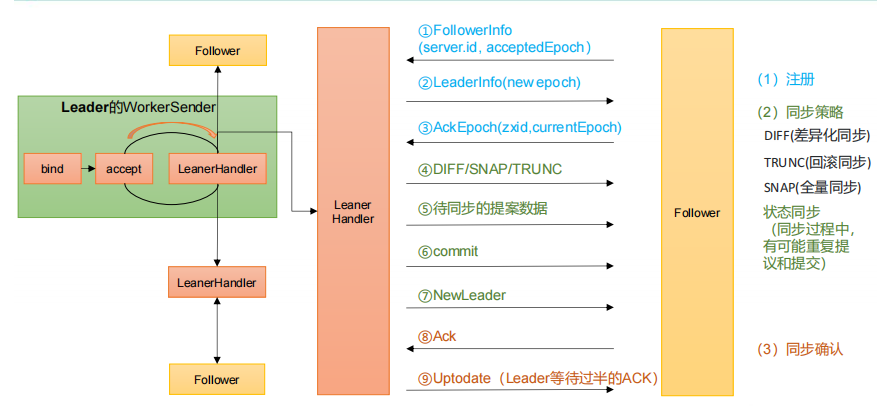 Follower
Leader的WorkerSender
bind
accept
LeanerHandler
LeanerHandler
Follower
Leaner
Handler
①FollowerInfo
(server.id, acceptedEpoch)
②LeaderInfo(new epoch)
③AckEpoch(zxid,currentEpoch)
④DIFF/SNAP/TRUNC
⑤待同步的提案数据
⑥commit
⑦NewLeader
⑧Ack
⑨Uptodate（Leader等待过半的ACK）
Follower
（1）注册
（2）同步策略
DIFF(差异化同步)
TRUNC(回滚同步)
SNAP(全量同步)
状态同步
（同步过程中，
有可能重复提
议和提交）
（3）同步确认